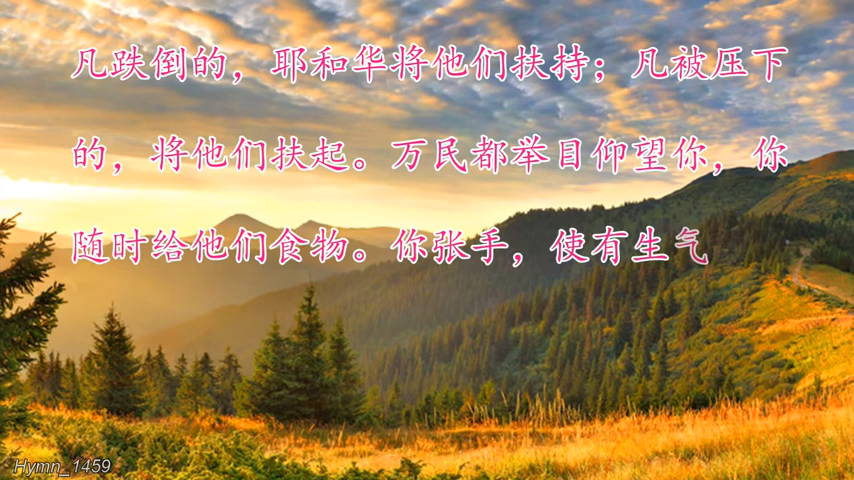 凡跌倒的，耶和华将他们扶持；凡被压下
的，将他们扶起。万民都举目仰望你，你
随时给他们食物。你张手，使有生气
Hymn_1459